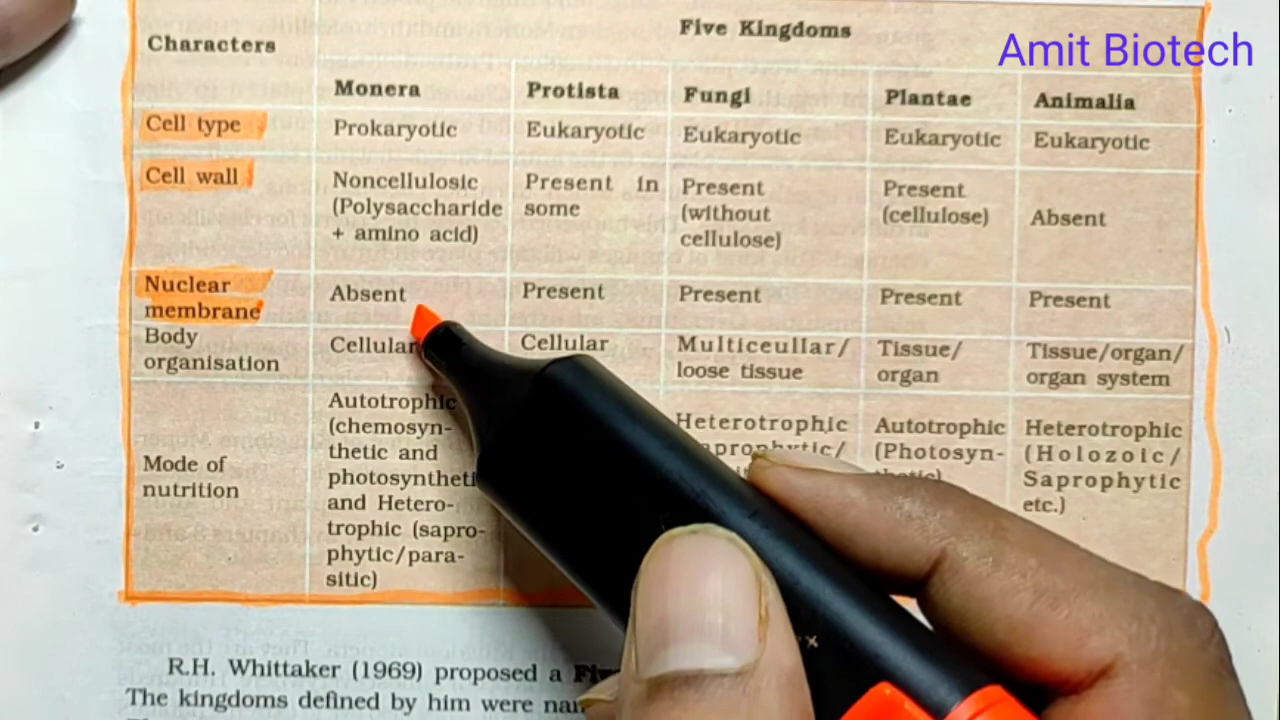 Amit Biotech
Characters
Five Kingdoms
Monera
Protista
Fungi
Plantae
Animalia
Cell type
Prokaryotic
Eukaryotic
Eukaryotic
Eukaryotic
Eukaryotic
Cell wall
Noncellulosic
(Polysaccharide
+ amino acid)
Present in
some
Present
(without
cellulose)
Present
(cellulose)
Absent
Nuclear
membrane
Absent
Present
Present
Present
Present
Body
organisation
Cellular
Cellular
Multiceullar/
loose tissue
Tissue/
organ
Tissue/organ/
organ system
Mode of
nutrition
Autotrophic
(chemosyn-
thetic and
photosyntheti
and Hetero-
trophic (sapro-
phytic/para-
sitic)
Heterotrophic
Autotrophic
(Photosyn-
Heterotrophic
(Holozoic/
Saprophytic
etc.)
R.H. Whittaker (1969) proposed a
The kingdoms defined by him were